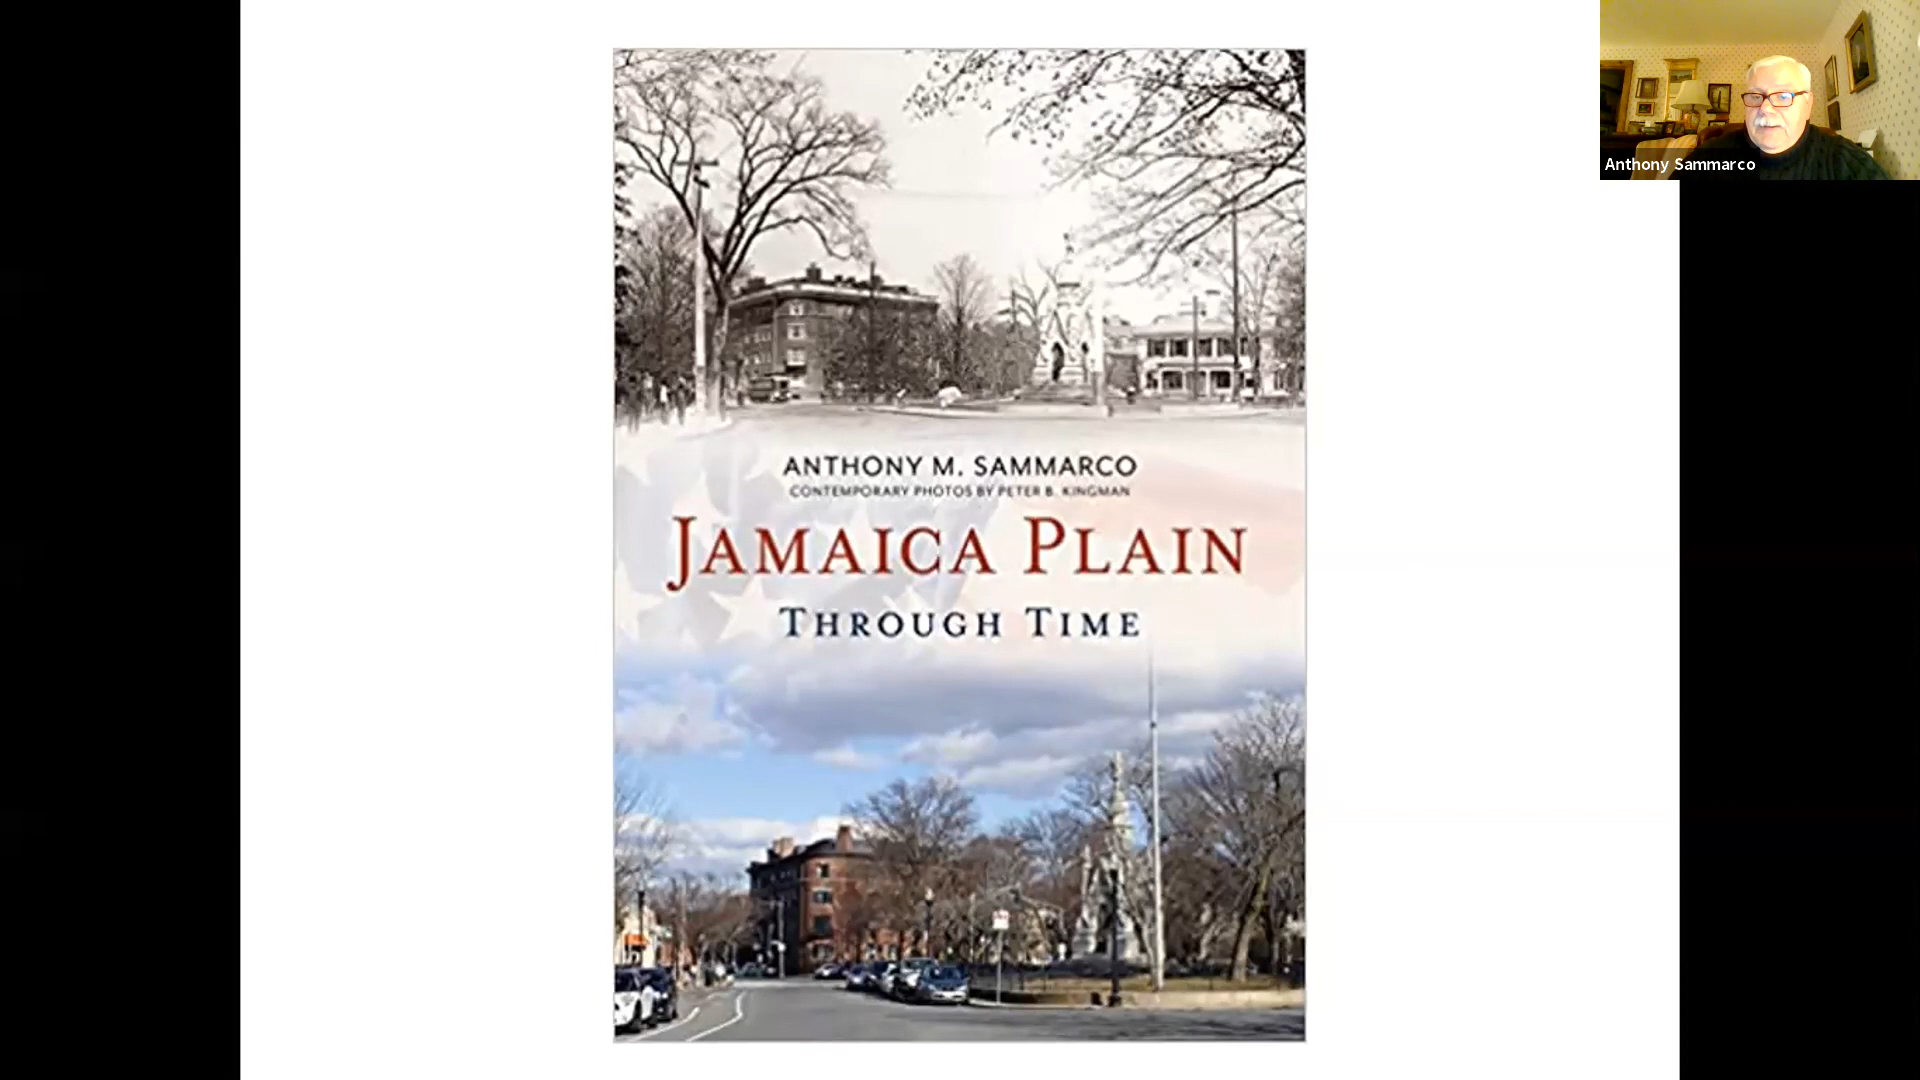 ANTHONY M. SAMMARCO
CONTEMPORARY PHOTOS BY PETER B. KINGMAN
JAMAICA PLAIN
THROUGH TIME
Anthony Sammarco